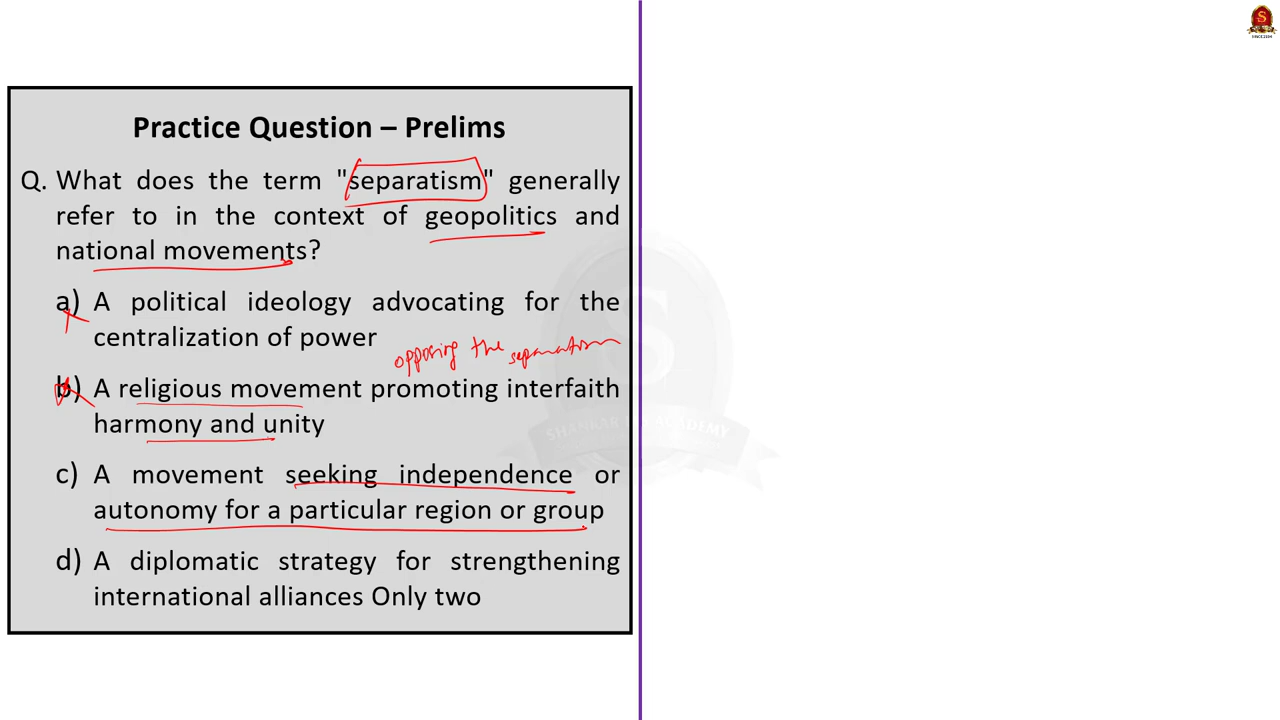 Practice Question – Prelims
Q. What does the term "separatism" generally
refer to in the context of geopolitics and
national movements?
a) A political ideology advocating for the
centralization of power
opposing the separatism
b) A religious movement promoting interfaith
harmony and unity
c) A movement seeking independence or
autonomy for a particular region or group
d) A diplomatic strategy for strengthening
international alliances Only two